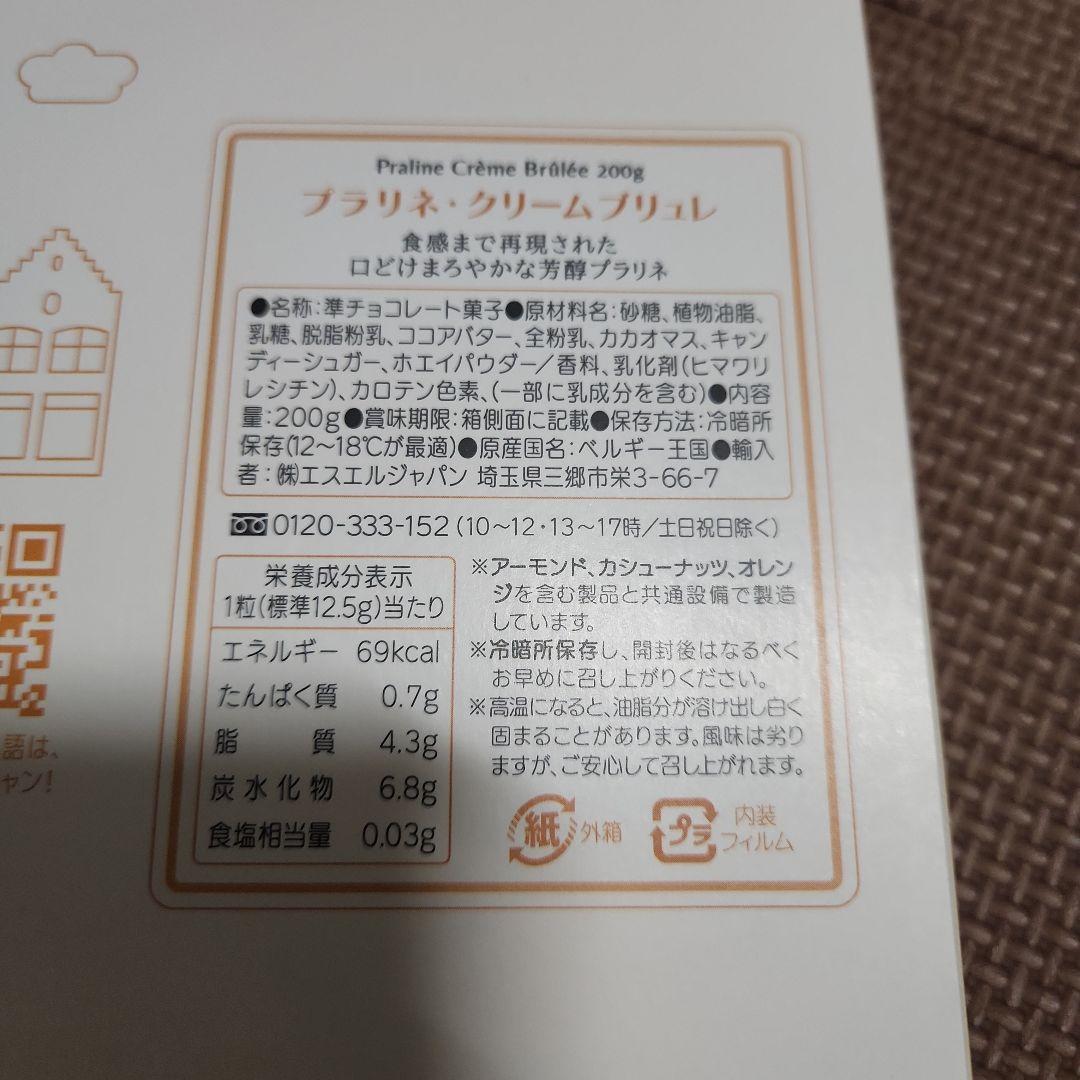 Praline Crème Brûlée 200g
プラリネ・クリームブリュレ
食感まで再現された
口どけまろやかな芳醇プラリネ
●名称:準チョコレート菓子●原材料名:砂糖、植物油脂、
乳糖、脱脂粉乳、ココアバター、全粉乳、カカオマス、キャン
ディーシュガー、ホエイパウダー/香料、乳化剤(ヒマワリ
レシチン)、カロテン色素、(一部に乳成分を含む)●内容
量:200g●賞味期限:箱側面に記載●保存方法:冷暗所
保存(12〜18℃が最適)●原産国名:ベルギー王国●輸入
者:㈱エスエルジャパン 埼玉県三郷市栄3-66-7
0120-333-152(10〜12・13〜17時/土日祝日除く)
栄養成分表示
1粒(標準12.5g)当たり
エネルギー 69kcal
たんぱく質 0.7g
脂質 4.3g
炭水化物 6.8g
食塩相当量 0.03g
※アーモンド、カシューナッツ、オレン
ジを含む製品と共通設備で製造
しています。
※冷暗所保存し、開封後はなるべく
お早めに召し上がりください。
※高温になると、油脂分が溶け出し白く
固まることがあります。風味は劣り
ますが、ご安心して召し上がれます。
紙 外箱
プラ 内装
フィルム
語は、
ャン!